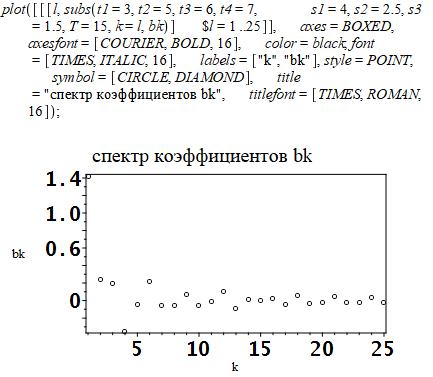 plot([[[l, subs(t1 = 3, t2 = 5, t3 = 6, t4 = 7, s1 = 4, s2 = 2.5, s3
= 1.5, T = 15, k = l, bk)] $l = 1 ..25]], axes = BOXED,
axesfont = [COURIER, BOLD, 16], color = black, font
= [TIMES, ITALIC, 16], labels = ["k", "bk"], style = POINT,
symbol = [CIRCLE, DIAMOND], title
= "спектр коэффициентов bk", titlefont = [TIMES, ROMAN,
16]);
спектр коэффициентов bk
1.4
1.0
0.6
bk
0
5 10 15 20 25
k